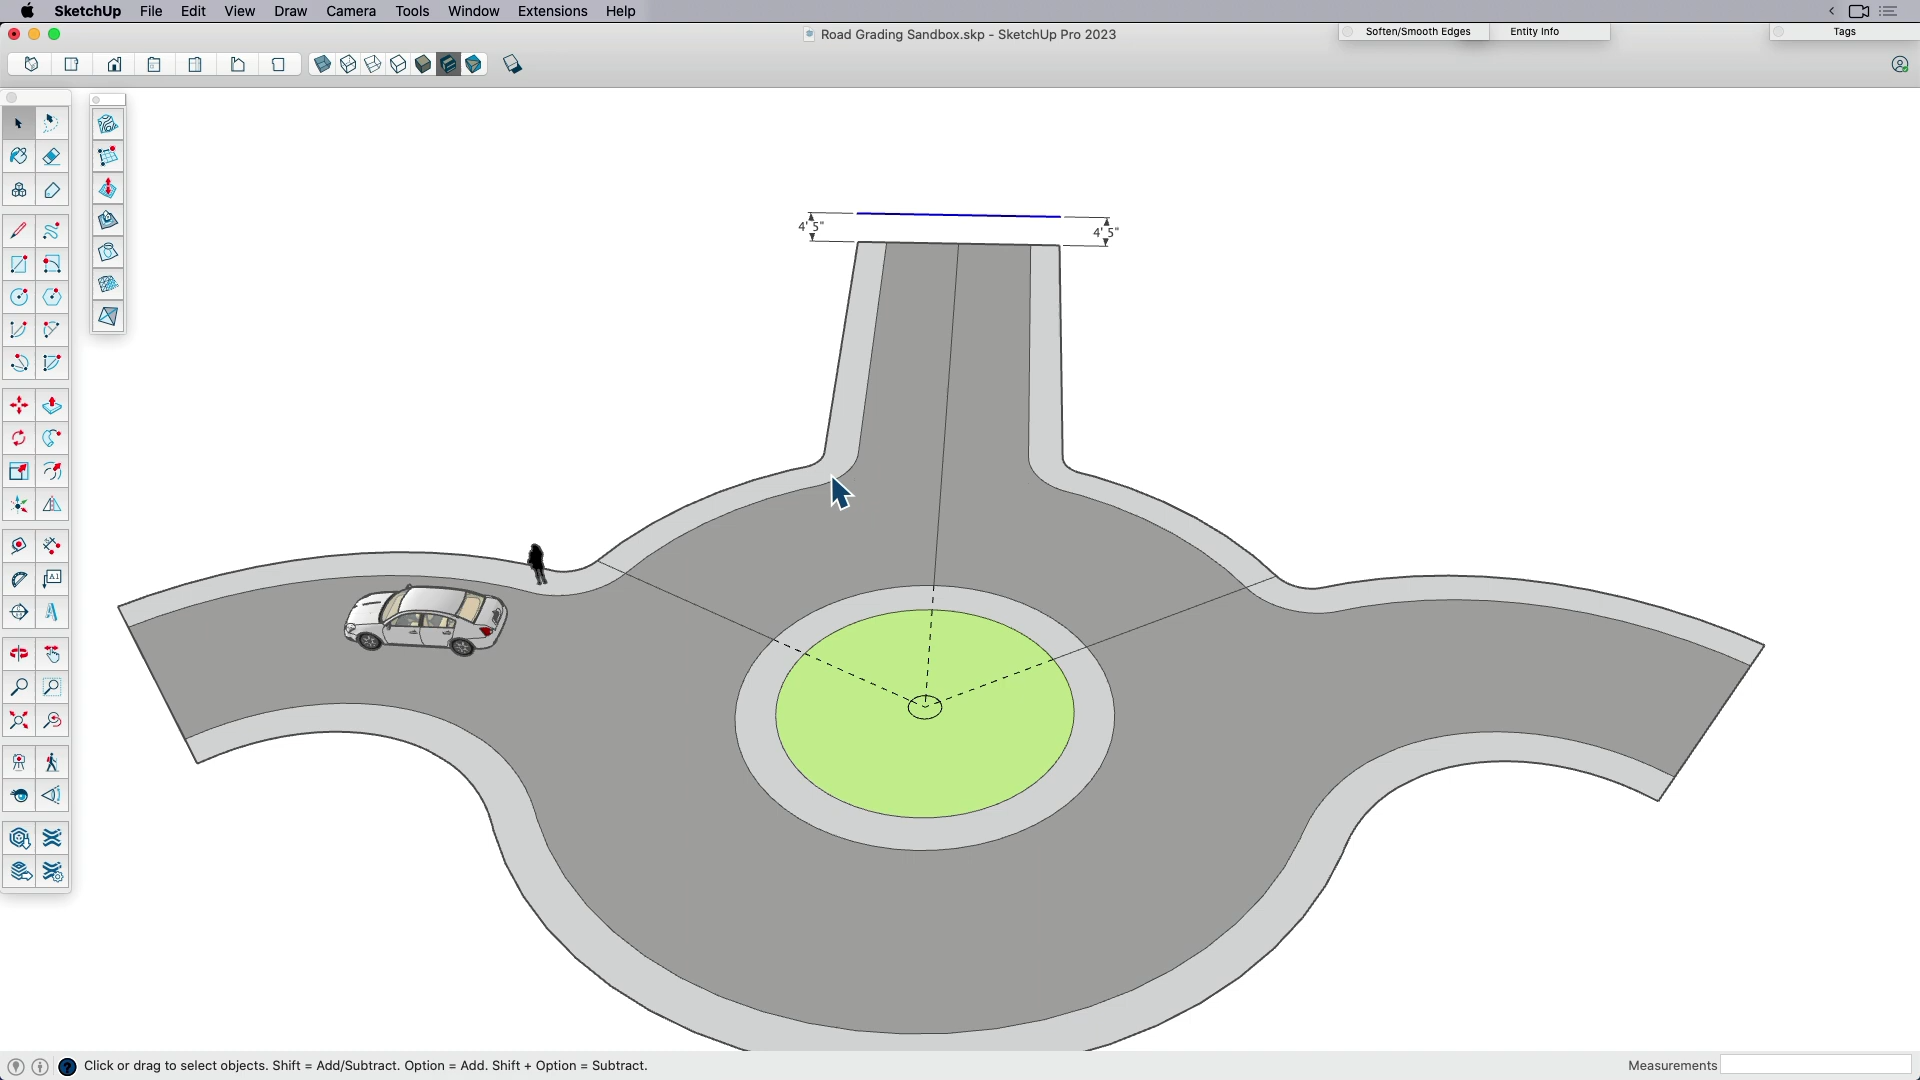 SketchUp File Edit View Draw Camera Tools Window Extensions Help
Road Grading Sandbox.skp - SketchUp Pro 2023
Soften/Smooth Edges
Entity Info
Tags
4' 5"
4' 5"
A1
Click or drag to select objects. Shift = Add/Subtract. Option = Add. Shift + Option = Subtract.
Measurements